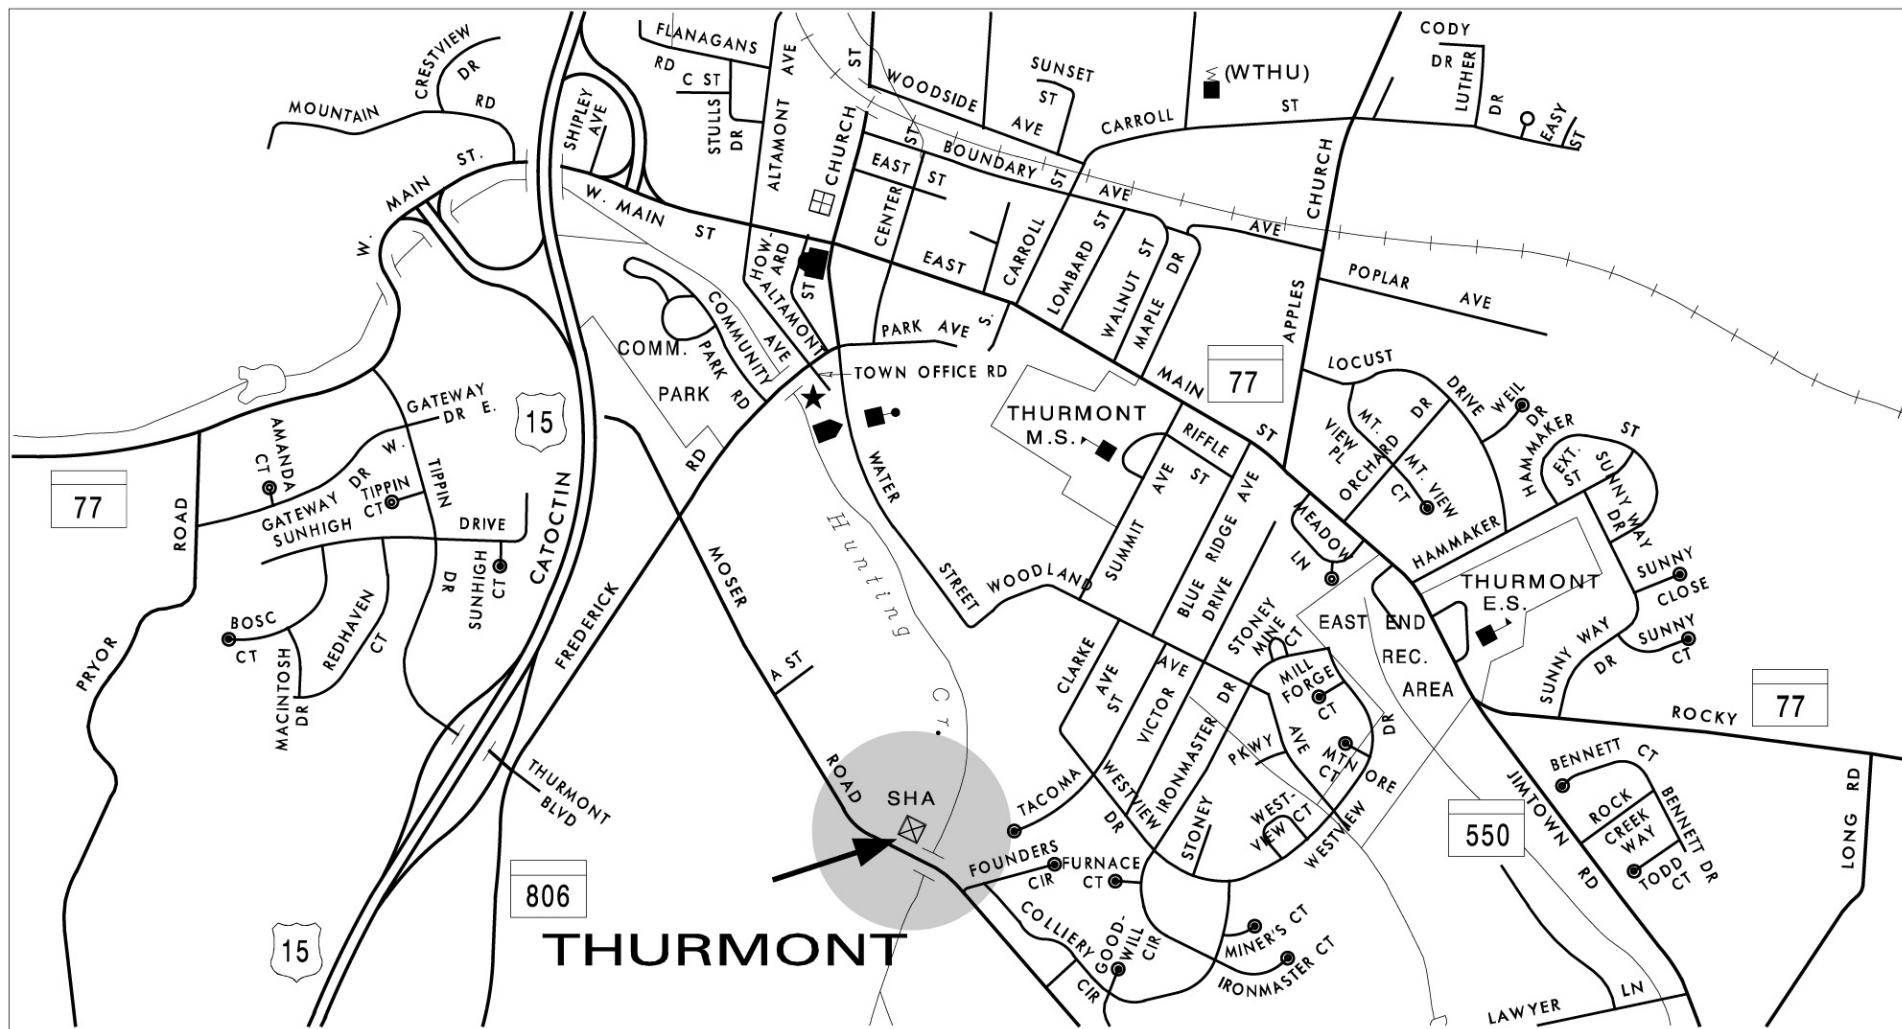 FLANAGANS
RD
C ST
STULLS
DR
ALTAMONT AVE
CHURCH ST
WOODSIDE
AVE
SUNSET
ST
(WTHU)
CARROLL
ST
CODY
DR
LUTHER
DR
EASY
ST
CRESTVIEW
DR
MOUNTAIN
RD
SHIPLEY
AVE
W. MAIN ST.
W. MAIN
ST
EAST
ST
ST
CENTER
BOUNDARY
AVE
ST
CARROLL
LOMBARD ST
WALNUT ST
MAPLE DR
AVE
CHURCH
APPLES
POPLAR
AVE
HOW-
ARD
ST
ALTAMONT
AVE
EAST
MAIN
ST
COMMUNITY
PARK
RD
COMM.
PARK
PARK AVE
S.
TOWN OFFICE RD
77
THURMONT
M.S.
LOCUST
DRIVE
WEIL
DR
MT.
VIEW
PL
ORCHARD
DR
MT. VIEW
CT
HAMMAKER
EXT.
ST
HAMMAKER
ST
SUNNY WAY
DR
SUNNY
CLOSE
SUNNY
CT
SUNNY WAY
DR
THURMONT
E.S.
15
77
GATEWAY
DR E.
AMANDA
CT
GATEWAY
DR W.
TIPPIN
CT
TIPPIN
DR
SUNHIGH
DRIVE
SUNHIGH
CT
CATOCTIN
PRYOR
ROAD
BOSC
CT
REDHAVEN
CT
MACINTOSH
DR
FREDERICK
RD
MOSER
ROAD
A ST
Hunting
Cr.
WATER
STREET
WOODLAND
AVE
RIFFLE
ST
SUMMIT
AVE
BLUE RIDGE AVE
DRIVE
MEADOW
LN
CLARKE
AVE
ST
VICTOR
STONEY
MINE
CT
MILL
FORGE
CT
EAST END
REC.
AREA
ROCKY
77
IRONMASTER
DR
PKWY
AVE
MTN ORE
CT
DR
WESTVIEW
DR
WEST-
VIEW CT
WESTVIEW
STONEY
TACOMA
SHA
THURMONT
BLVD
FOUNDERS
CIR
FURNACE
CT
COLLIERY
CIR
GOOD-
WILL
CIR
MINER'S CT
IRONMASTER CT
550
JIMTOWN
RD
BENNETT CT
BENNETT DR
ROCK
CREEK
WAY
TODD
CT
LONG RD
LAWYER
LN
806
15
THURMONT